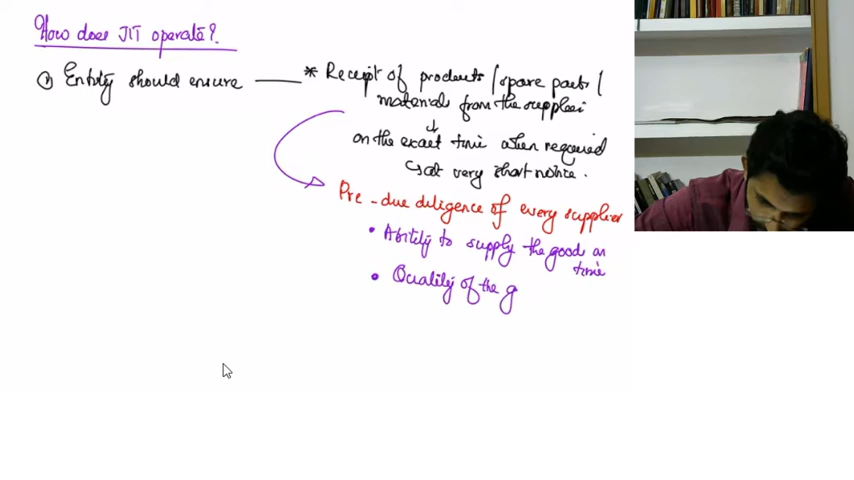 How does JIT operate?
① Entity should ensure — * Receipt of products / spare parts /
materials from the supplier
↓
on the exact time when required
↳ at very short notice.
Pre-due diligence of every supplier
• Ability to supply the good on
time
• Quality of the g